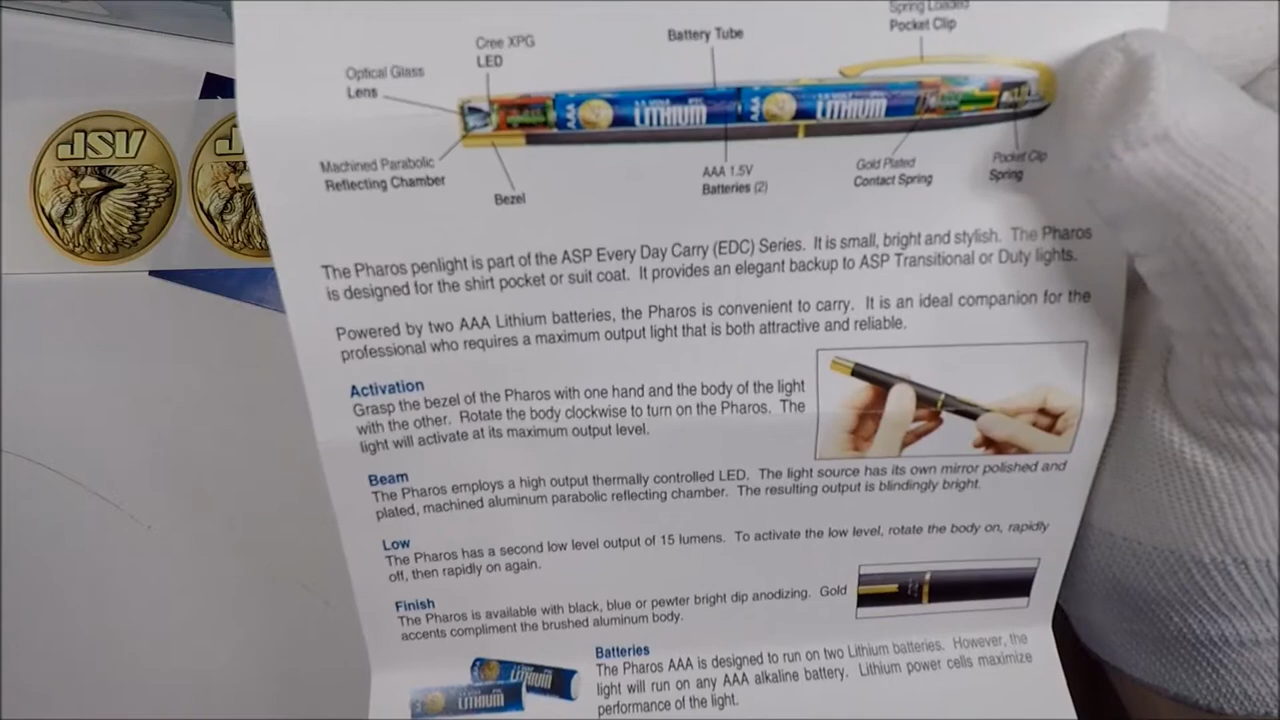 Spring Loaded
Pocket Clip
Battery Tube
Cree XPG
LED
Optical Glass
Lens
AAA
LITHIUM
AAA
LITHIUM
JSV
Machined Parabolic
Reflecting Chamber
Bezel
AAA 1.5V
Batteries (2)
Gold Plated
Contact Spring
Pocket Clip
Spring
The Pharos penlight is part of the ASP Every Day Carry (EDC) Series. It is small, bright and stylish. The Pharos
is designed for the shirt pocket or suit coat. It provides an elegant backup to ASP Transitional or Duty lights.
Powered by two AAA Lithium batteries, the Pharos is convenient to carry. It is an ideal companion for the
professional who requires a maximum output light that is both attractive and reliable.
Activation
Grasp the bezel of the Pharos with one hand and the body of the light
with the other. Rotate the body clockwise to turn on the Pharos. The
light will activate at its maximum output level.
Beam
The Pharos employs a high output thermally controlled LED. The light source has its own mirror polished and
plated, machined aluminum parabolic reflecting chamber. The resulting output is blindingly bright.
Low
The Pharos has a second low level output of 15 lumens. To activate the low level, rotate the body on, rapidly
off, then rapidly on again.
Finish
The Pharos is available with black, blue or pewter bright dip anodizing. Gold
accents compliment the brushed aluminum body.
Batteries
The Pharos AAA is designed to run on two Lithium batteries. However, the
light will run on any AAA alkaline battery. Lithium power cells maximize
performance of the light.
LITHIUM
LITHIUM